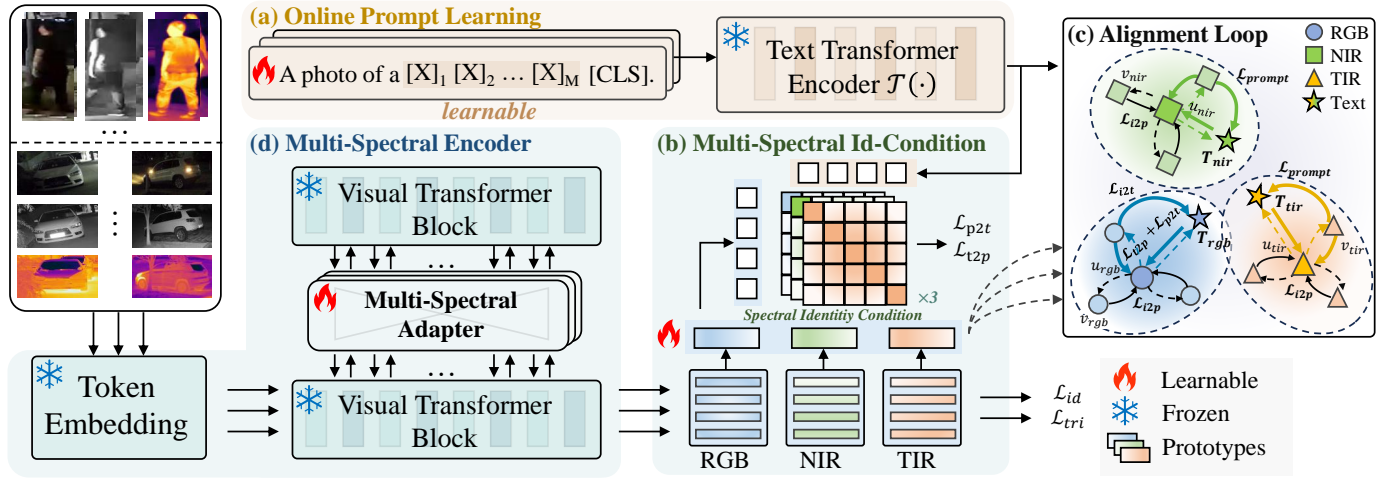 (a) Online Prompt Learning
A photo of a [X]1 [X]2 … [X]M [CLS].
learnable
Text Transformer
Encoder 𝒯(·)
(c) Alignment Loop
RGB
NIR
TIR
Text
v_nir
ℒ_prompt
u_nir
ℒ_i2p
T_nir
ℒ_i2t
ℒ_prompt
T_tir
ℒ_t2p + ℒ_p2t
T_rgb
u_tir
v_tir
u_rgb
ℒ_i2p
ℒ_i2p
v_rgb
(d) Multi-Spectral Encoder
Visual Transformer
Block
...
Multi-Spectral
Adapter
...
Visual Transformer
Block
(b) Multi-Spectral Id-Condition
ℒ_p2t
ℒ_t2p
×3
Spectral Identitiy Condition
RGB
NIR
TIR
ℒ_id
ℒ_tri
...
Token
Embedding
Learnable
Frozen
Prototypes